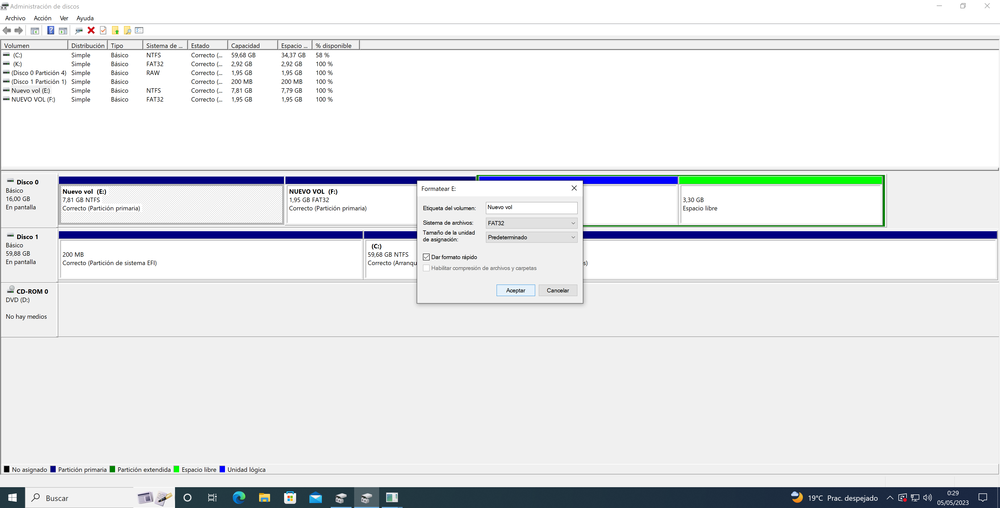 Administración de discos
Archivo Acción Ver Ayuda
Volumen Distribución Tipo Sistema de ... Estado Capacidad Espacio ... % disponible
(C:) Simple Básico NTFS Correcto (... 59,68 GB 34,37 GB 58 %
(K:) Simple Básico FAT32 Correcto (... 2,92 GB 2,92 GB 100 %
(Disco 0 Partición 4) Simple Básico RAW Correcto (... 1,95 GB 1,95 GB 100 %
(Disco 1 Partición 1) Simple Básico Correcto (... 200 MB 200 MB 100 %
Nuevo vol (E:) Simple Básico NTFS Correcto (... 7,81 GB 7,79 GB 100 %
NUEVO VOL (F:) Simple Básico FAT32 Correcto (... 1,95 GB 1,95 GB 100 %
Disco 0
Básico
16,00 GB
En pantalla
Nuevo vol (E:)
7,81 GB NTFS
Correcto (Partición primaria)
NUEVO VOL (F:)
1,95 GB FAT32
Correcto (Partición primaria)
3,30 GB
Espacio libre
Formatear E:
Etiqueta del volumen: Nuevo vol
Sistema de archivos: FAT32
Tamaño de la unidad
de asignación: Predeterminado
Dar formato rápido
Habilitar compresión de archivos y carpetas
Aceptar Cancelar
Disco 1
Básico
59,88 GB
En pantalla
200 MB
Correcto (Partición de sistema EFI)
(C:)
59,68 GB NTFS
Correcto (Arranqu
s)
CD-ROM 0
DVD (D:)
No hay medios
No asignado Partición primaria Partición extendida Espacio libre Unidad lógica
Buscar
19°C Prac. despejado
0:29
05/05/2023